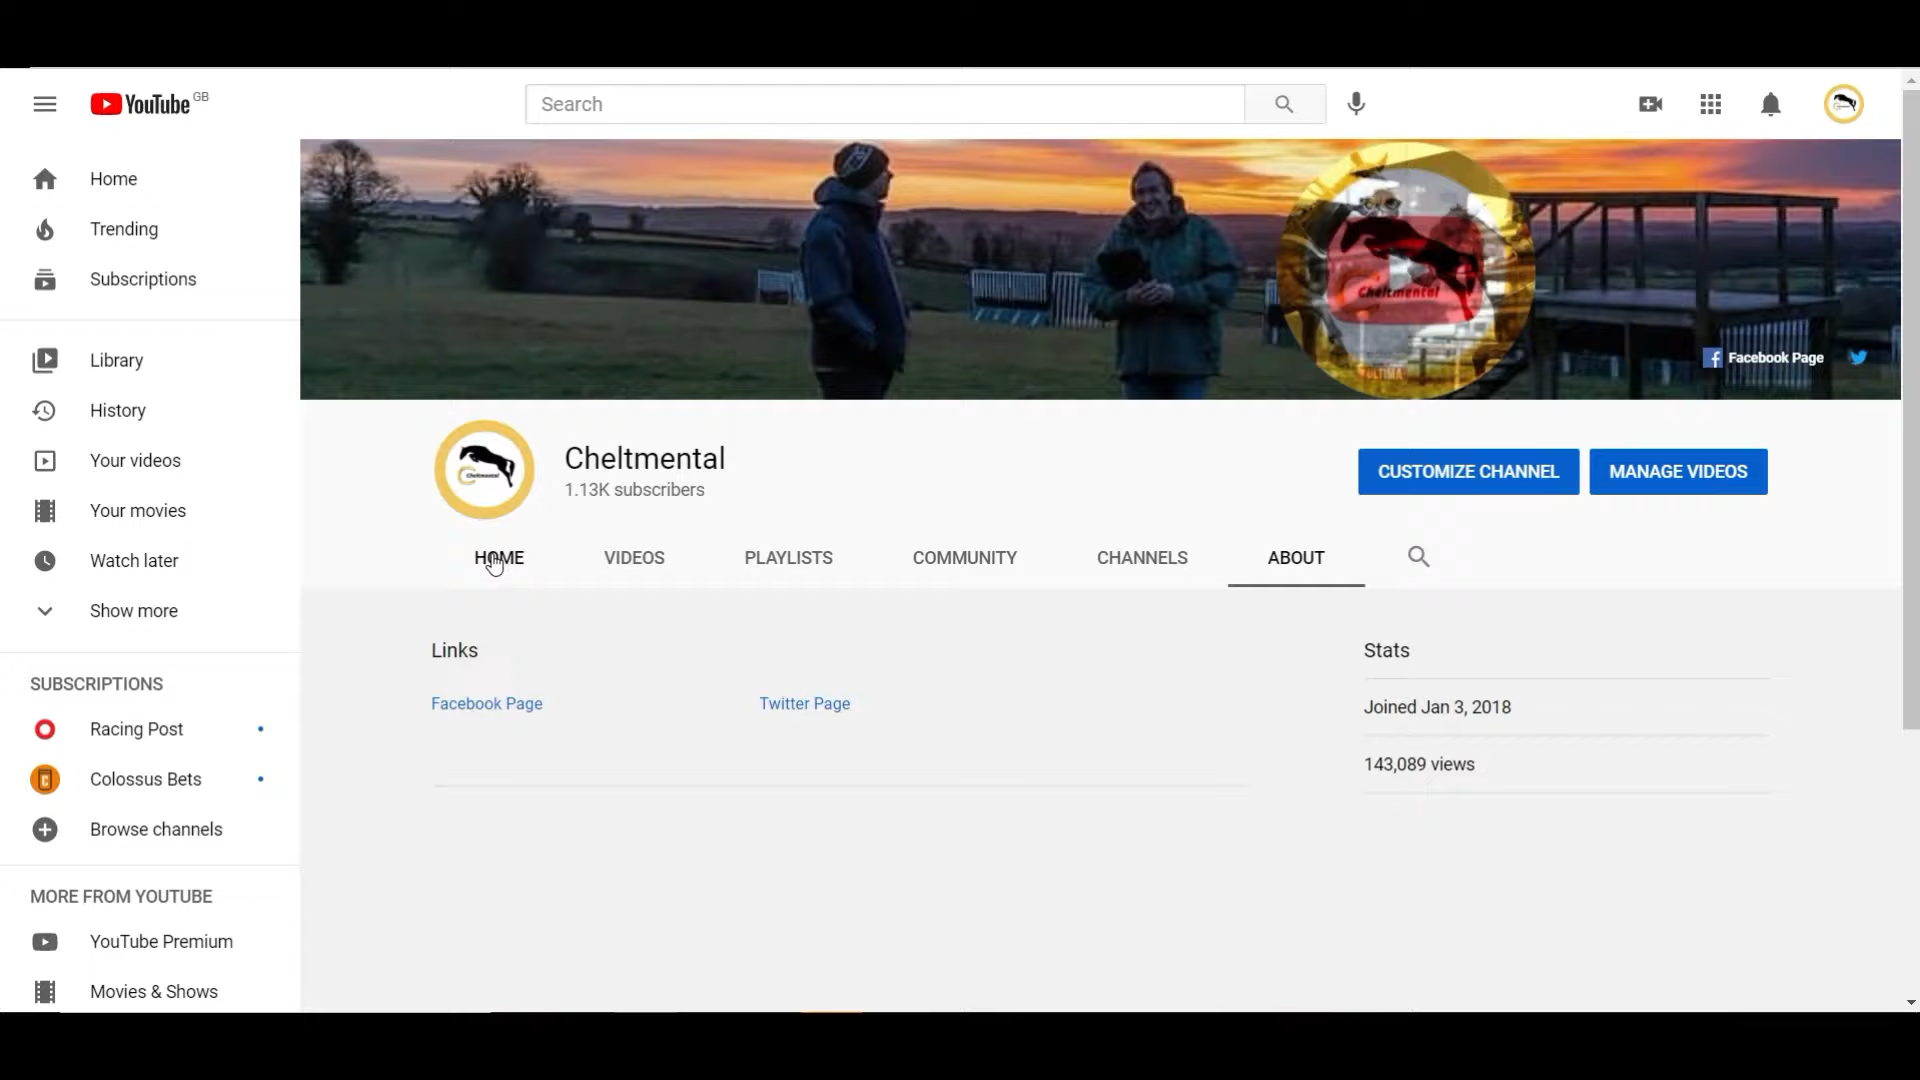 YouTube GB
Search
Home
Trending
Subscriptions
Library
History
Your videos
Your movies
Watch later
Show more
SUBSCRIPTIONS
Racing Post
Colossus Bets
Browse channels
MORE FROM YOUTUBE
YouTube Premium
Movies & Shows
Cheltmental
ULTIMA
Facebook Page
Cheltmental
Cheltmental
1.13K subscribers
CUSTOMIZE CHANNEL
MANAGE VIDEOS
HOME VIDEOS PLAYLISTS COMMUNITY CHANNELS ABOUT
Links
Facebook Page Twitter Page
Stats
Joined Jan 3, 2018
143,089 views